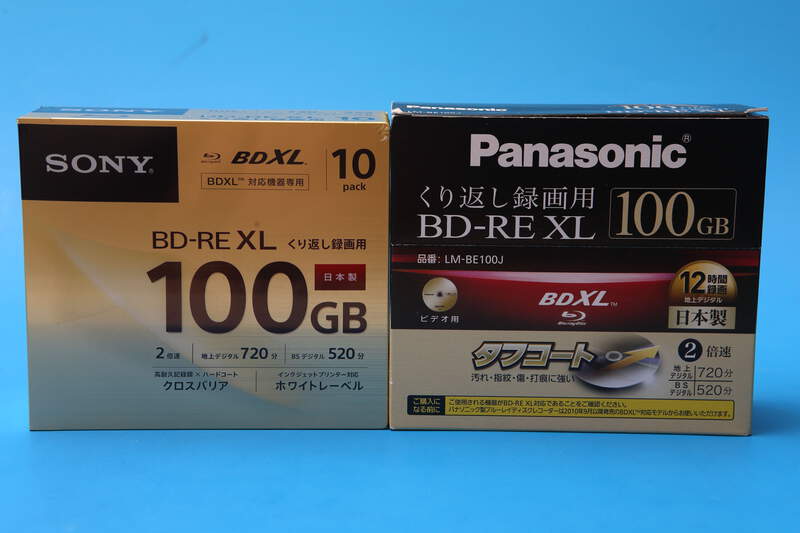 SONY
BDXL
BDXL™ 対応機器専用
10
pack
BD-RE XL くり返し録画用
100GB
日本製
2倍速 地上デジタル720分 BSデジタル520分
高耐久記録膜×ハードコート
クロスバリア
インクジェットプリンター対応
ホワイトレーベル
LM-BE100J
Panasonic®
くり返し録画用
BD-RE XL
100GB
品番: LM-BE100J
ビデオ用
BDXL™
Blu-ray Disc
12時間
録画
地上デジタル
日本製
タフコート
汚れ・指紋・傷・打痕に強い
2倍速
地上デジタル720分
BSデジタル520分
ご購入に
なる前に
ご使用される機器がBD-RE XL対応であることをご確認ください。
パナソニック製ブルーレイディスクレコーダーは2010年9月以降発売のBDXL™対応モデルからお使いいただけます。